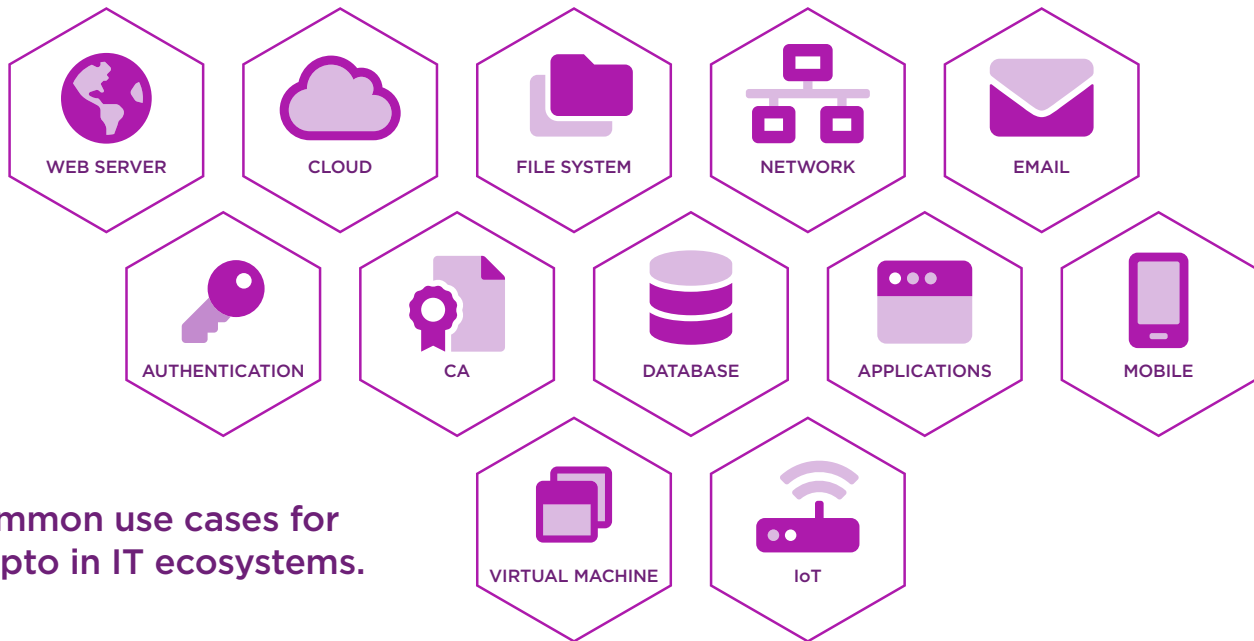 WEB SERVER
CLOUD
FILE SYSTEM
NETWORK
EMAIL
AUTHENTICATION
CA
DATABASE
APPLICATIONS
MOBILE
VIRTUAL MACHINE
IoT
mmon use cases for
pto in IT ecosystems.